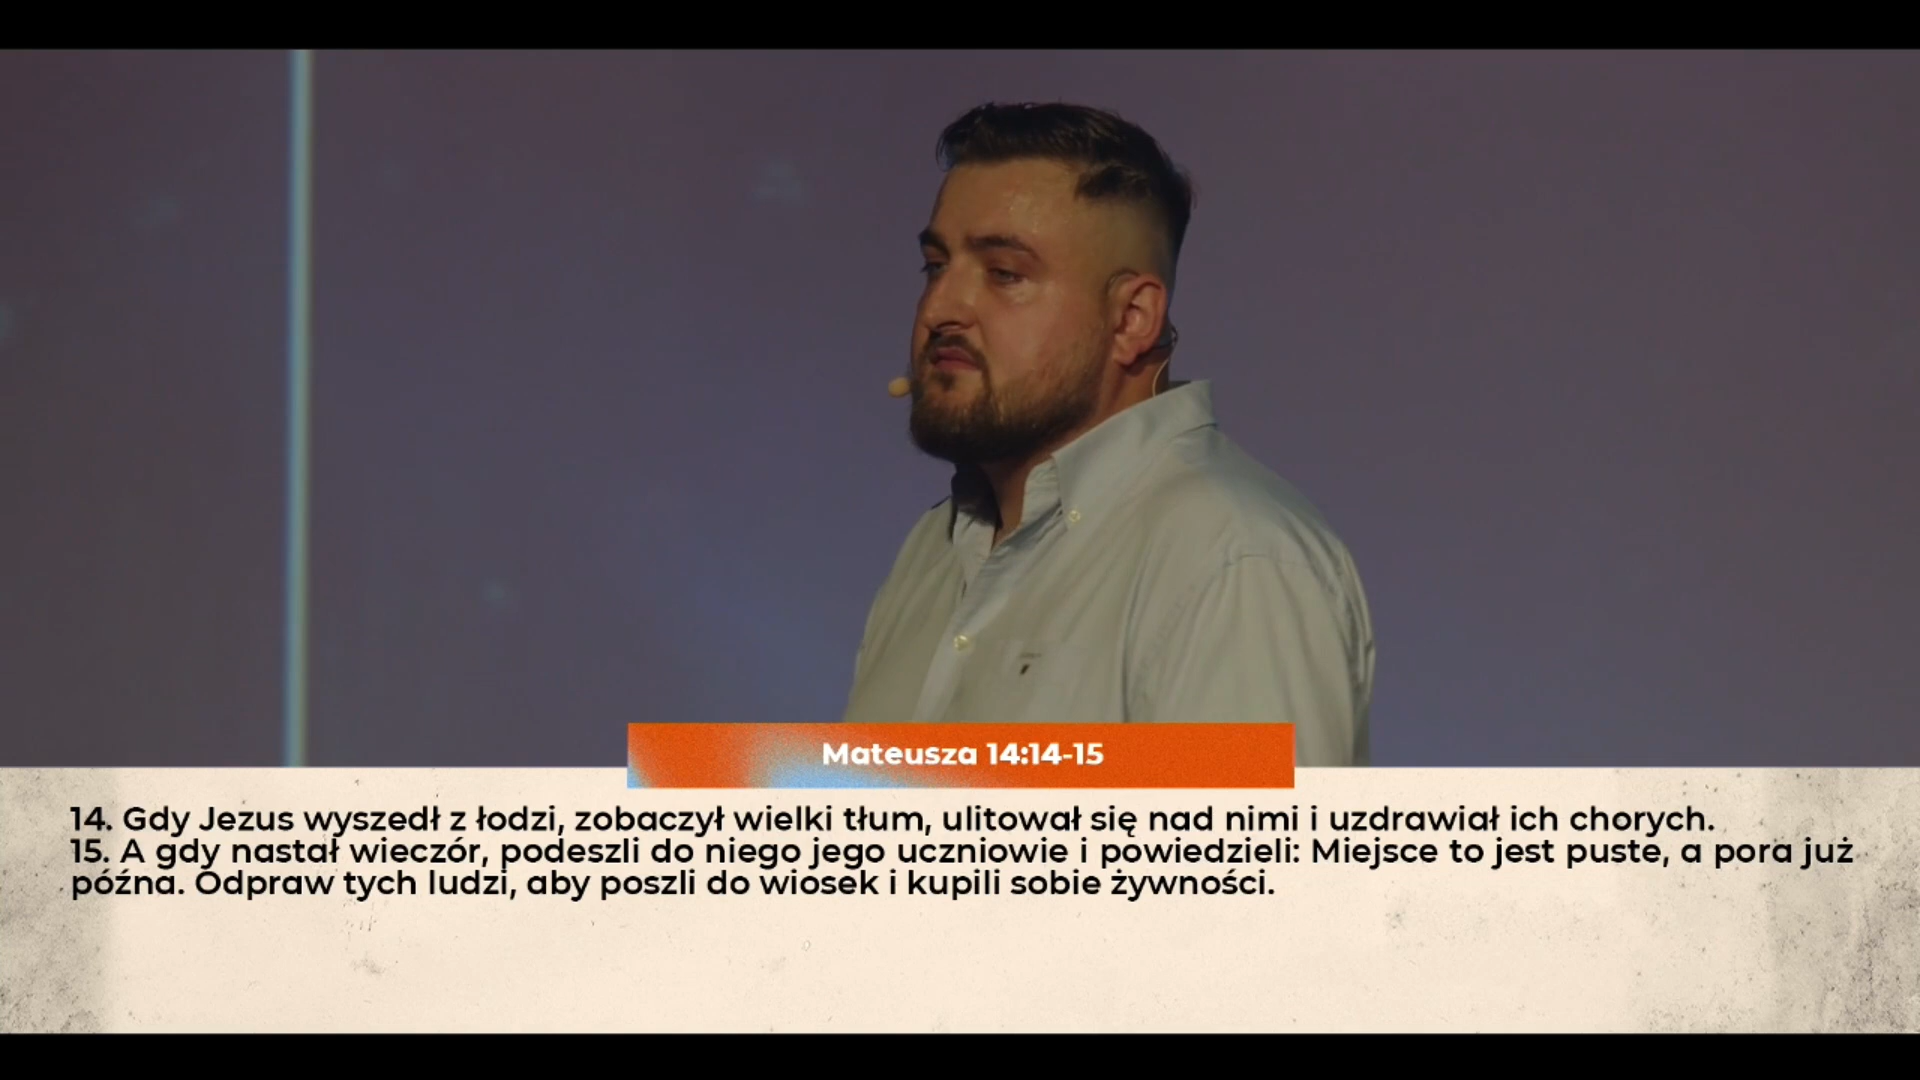 Mateusza 14:14-15
14. Gdy Jezus wyszedł z łodzi, zobaczył wielki tłum, ulitował się nad nimi i uzdrawiał ich chorych.
15. A gdy nastał wieczór, podeszli do niego jego uczniowie i powiedzieli: Miejsce to jest puste, a pora już
późna. Odpraw tych ludzi, aby poszli do wiosek i kupili sobie żywności.